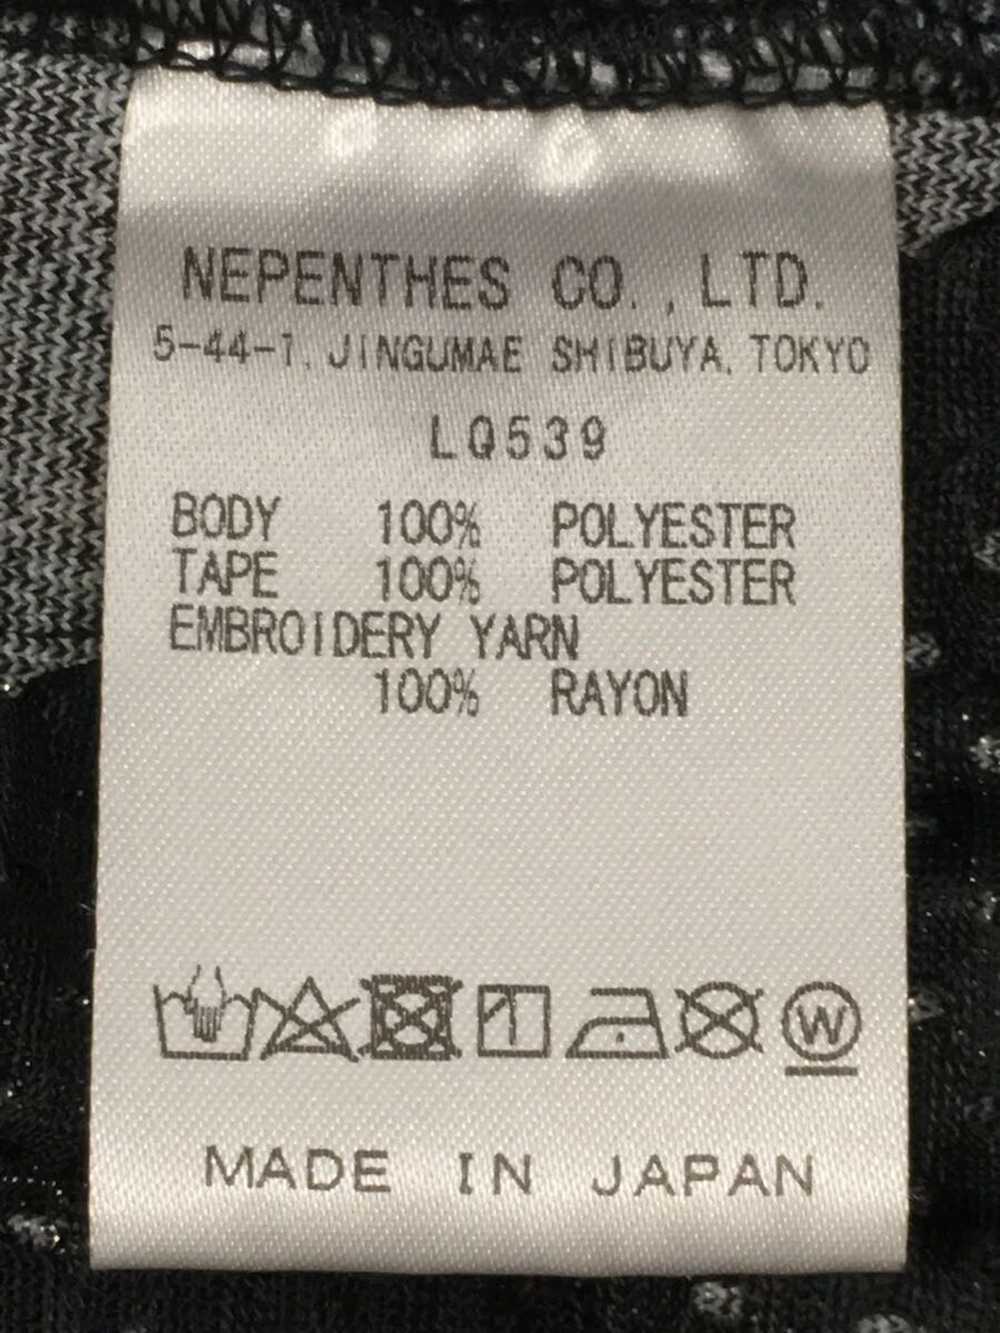 NEPENTHES CO., LTD.
5-44-1, JINGUMAE SHIBUYA, TOKYO
LQ539
BODY 100% POLYESTER
TAPE 100% POLYESTER
EMBROIDERY YARN
100% RAYON
W
MADE IN JAPAN